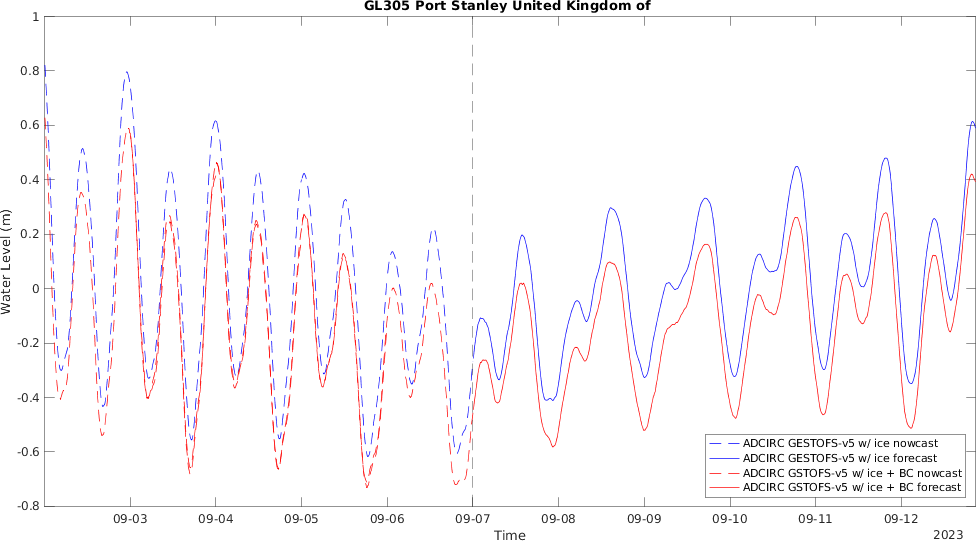 GL305 Port Stanley United Kingdom of
1
0.8
0.6
0.4
0.2
0
-0.2
-0.4
-0.6
-0.8
Water Level (m)
09-03 09-04 09-05 09-06 09-07 09-08 09-09 09-10 09-11 09-12
Time
2023
ADCIRC GESTOFS-v5 w/ ice nowcast
ADCIRC GESTOFS-v5 w/ ice forecast
ADCIRC GSTOFS-v5 w/ ice + BC nowcast
ADCIRC GSTOFS-v5 w/ ice + BC forecast